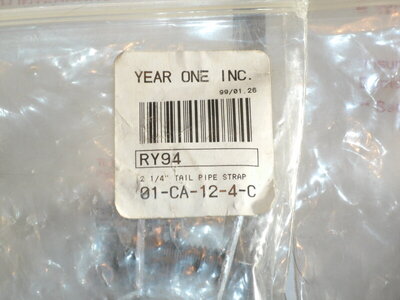 YEAR ONE INC.
99/01.26
RY94
2 1/4" TAIL PIPE STRAP
01-CA-12-4-C